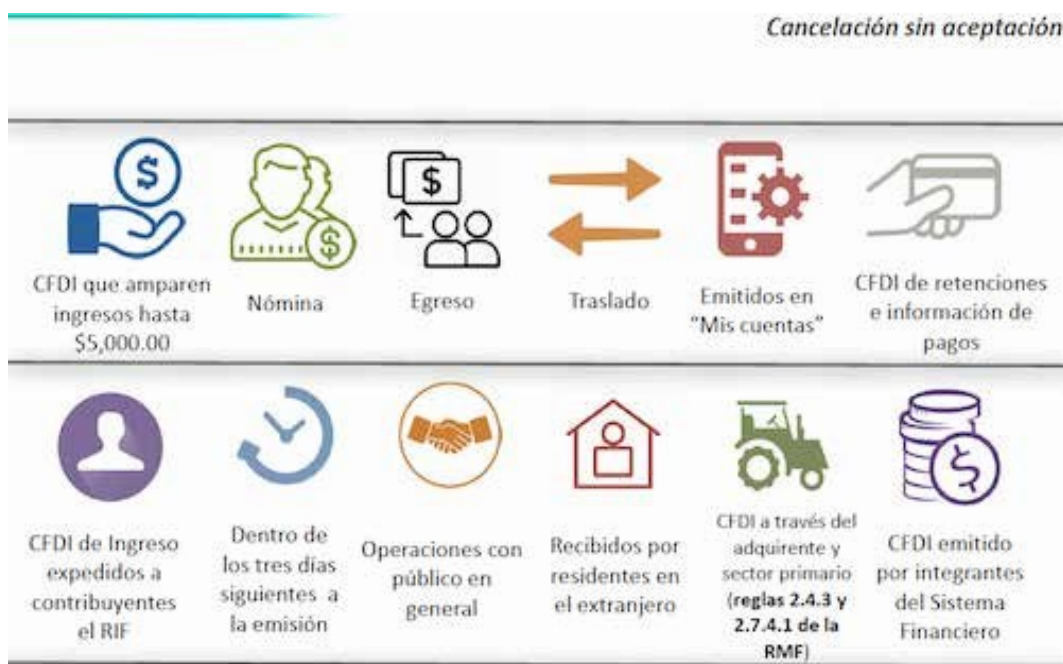 Cancelación sin aceptación
CFDI que amparen
ingresos hasta
$5,000.00
Nómina
Egreso
Traslado
Emitidos en
"Mis cuentas"
CFDI de retenciones
e información de
pagos
CFDI de Ingreso
expedidos a
contribuyentes
el RIF
Dentro de
los tres días
siguientes a
la emisión
Operaciones con
público en
general
Recibidos por
residentes en
el extranjero
CFDI a través del
adquirente y
sector primario
(reglas 2.4.3 y
2.7.4.1 de la
RMF)
CFDI emitido
por integrantes
del Sistema
Financiero